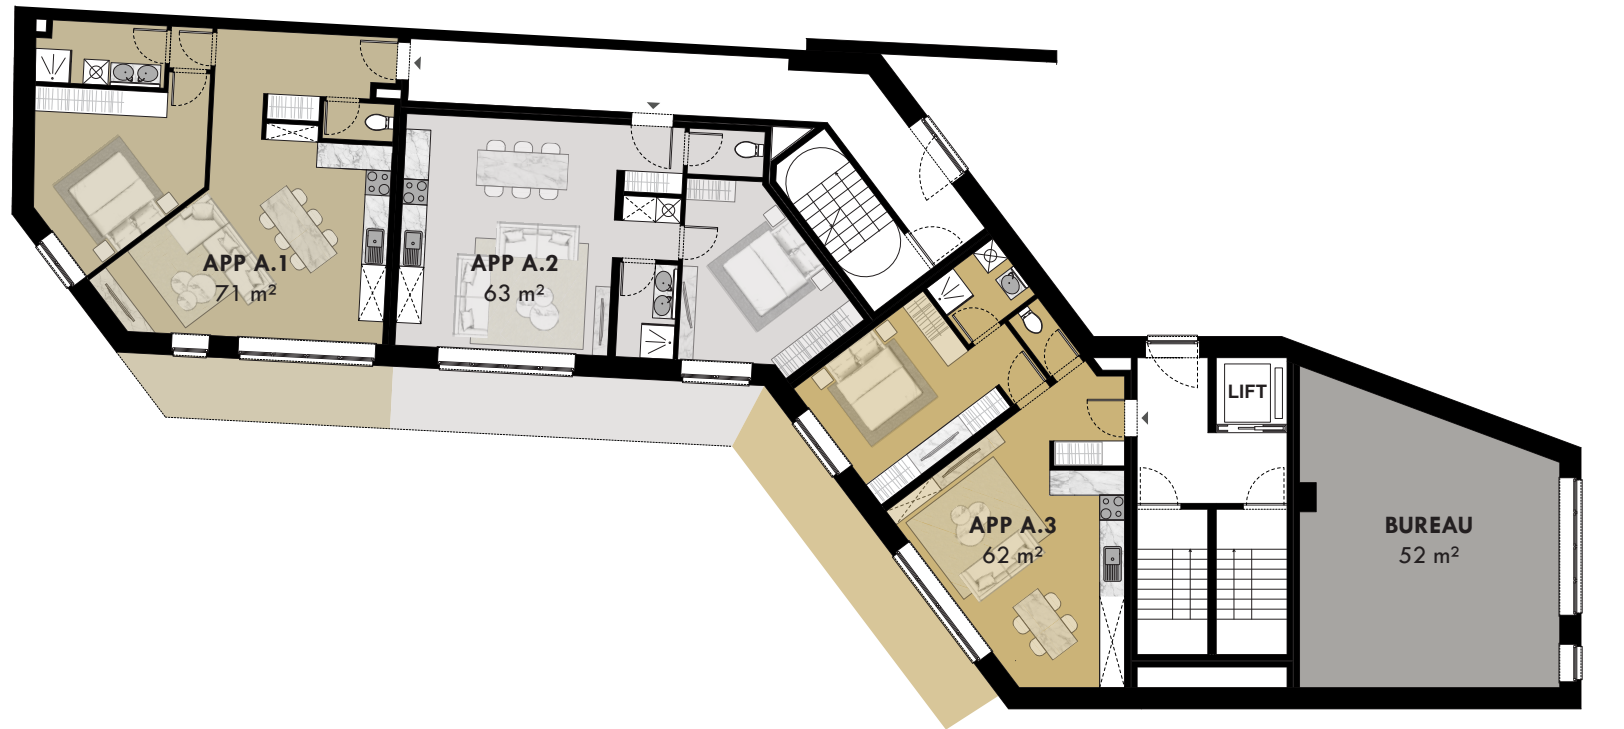 APP A.1
71 m²
APP A.2
63 m²
LIFT
APP A.3
62 m²
BUREAU
52 m²